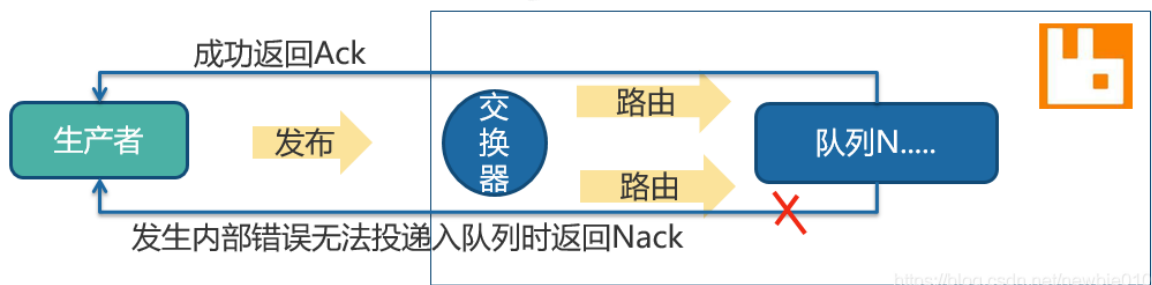 成功返回Ack
生产者
发布
交
换
器
路由
路由
队列N.....
发生内部错误无法投递入队列时返回Nack